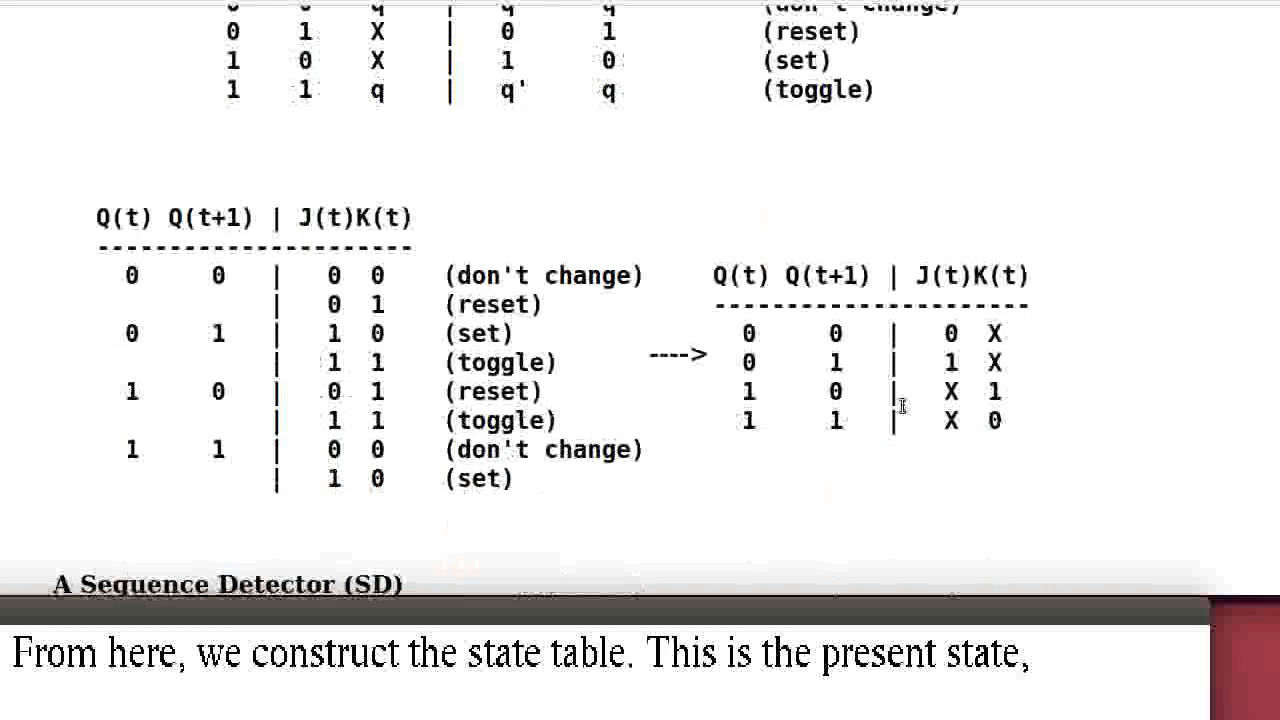 0 0 q | q q' (don't change)
0 1 X | 0 1 (reset)
1 0 X | 1 0 (set)
1 1 q | q' q (toggle)
Q(t) Q(t+1) | J(t)K(t)
---------------------
0 0 | 0 0 (don't change) Q(t) Q(t+1) | J(t)K(t)
| 0 1 (reset) ---------------------
0 1 | 1 0 (set) 0 0 | 0 X
| 1 1 (toggle) ----> 0 1 | 1 X
1 0 | 0 1 (reset) 1 0 | X 1
| 1 1 (toggle) 1 1 | X 0
1 1 | 0 0 (don't change)
| 1 0 (set)
A Sequence Detector (SD)
From here, we construct the state table. This is the present state,